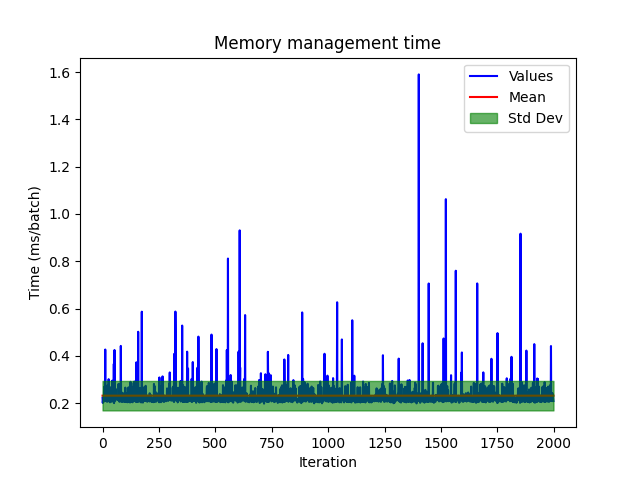 Memory management time
Values
Mean
Std Dev
Time (ms/batch)
1.6
1.4
1.2
1.0
0.8
0.6
0.4
0.2
0 250 500 750 1000 1250 1500 1750 2000
Iteration